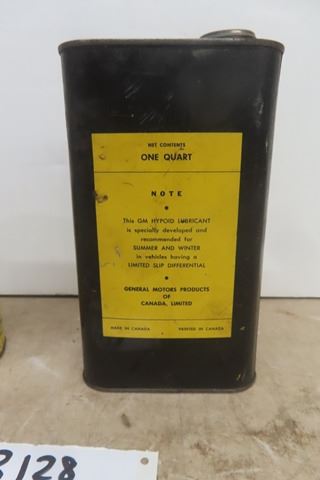 NET CONTENTS
ONE QUART
NOTE
This GM HYPOID LUBRICANT
is specially developed and
recommended for
SUMMER AND WINTER
in vehicles having a
LIMITED SLIP DIFFERENTIAL
GENERAL MOTORS PRODUCTS
OF
CANADA, LIMITED
MADE IN CANADA PRINTED IN CANADA
3128